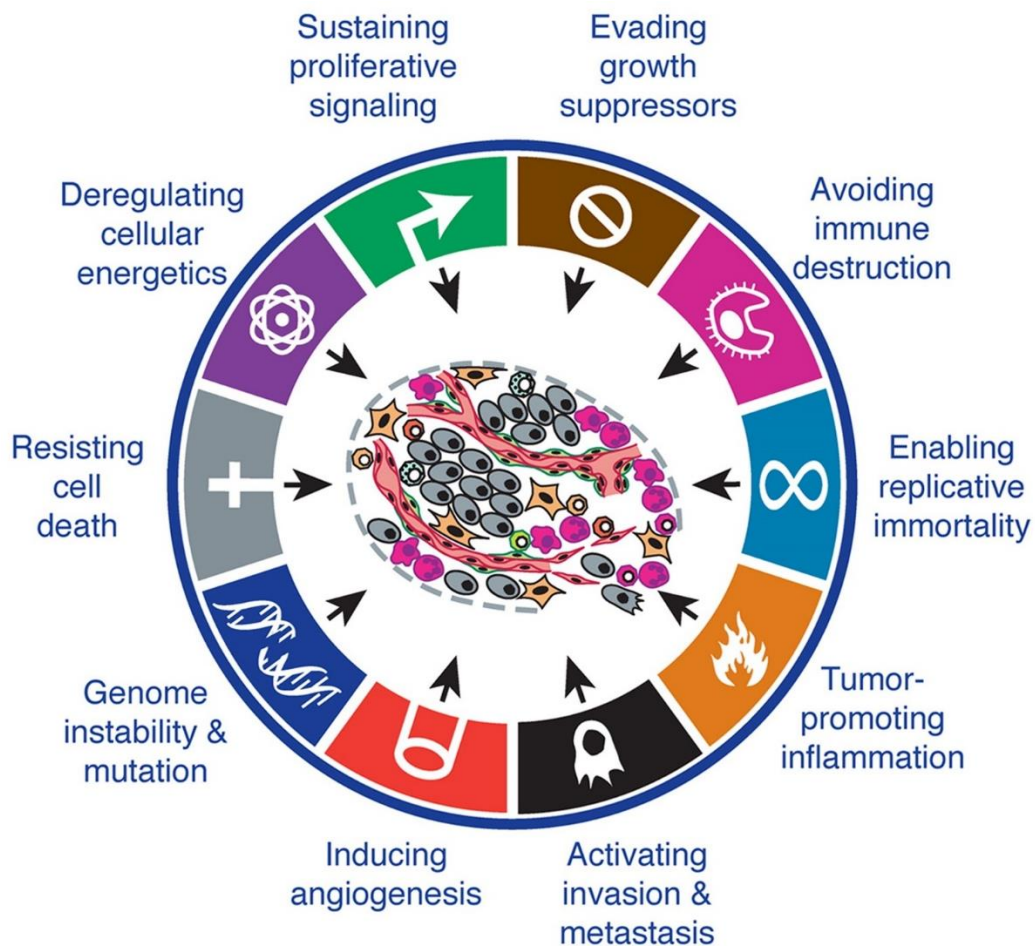 Sustaining
proliferative
signaling
Evading
growth
suppressors
Avoiding
immune
destruction
Enabling
replicative
immortality
Tumor-
promoting
inflammation
Activating
invasion &
metastasis
Inducing
angiogenesis
Genome
instability &
mutation
Resisting
cell
death
Deregulating
cellular
energetics